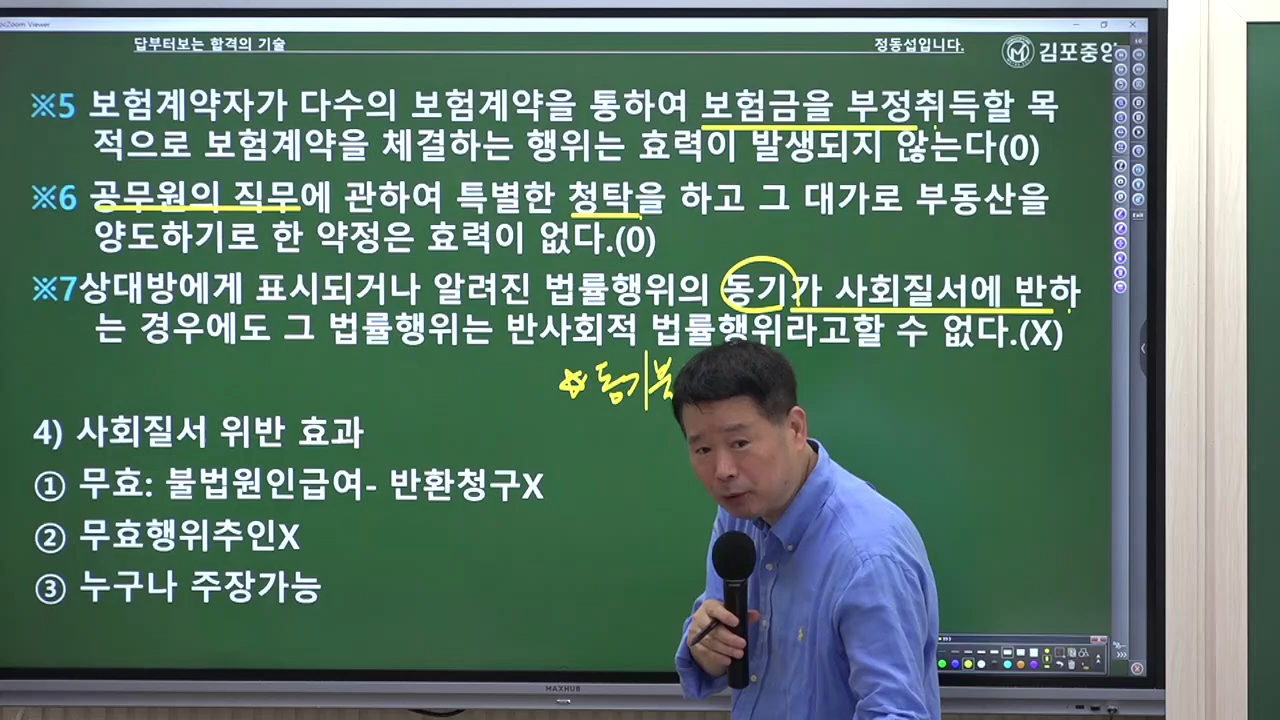 답부터보는 합격의 기술
정동섭입니다.
김포중앙
※5 보험계약자가 다수의 보험계약을 통하여 보험금을 부정취득할 목
적으로 보험계약을 체결하는 행위는 효력이 발생되지 않는다(0)
※6 공무원의 직무에 관하여 특별한 청탁을 하고 그 대가로 부동산을
양도하기로 한 약정은 효력이 없다.(0)
※7상대방에게 표시되거나 알려진 법률행위의 동기가 사회질서에 반하
는 경우에도 그 법률행위는 반사회적 법률행위라고할 수 없다.(X)
☆동기
4) 사회질서 위반 효과
① 무효: 불법원인급여- 반환청구X
② 무효행위추인X
③ 누구나 주장가능
MAXHUB